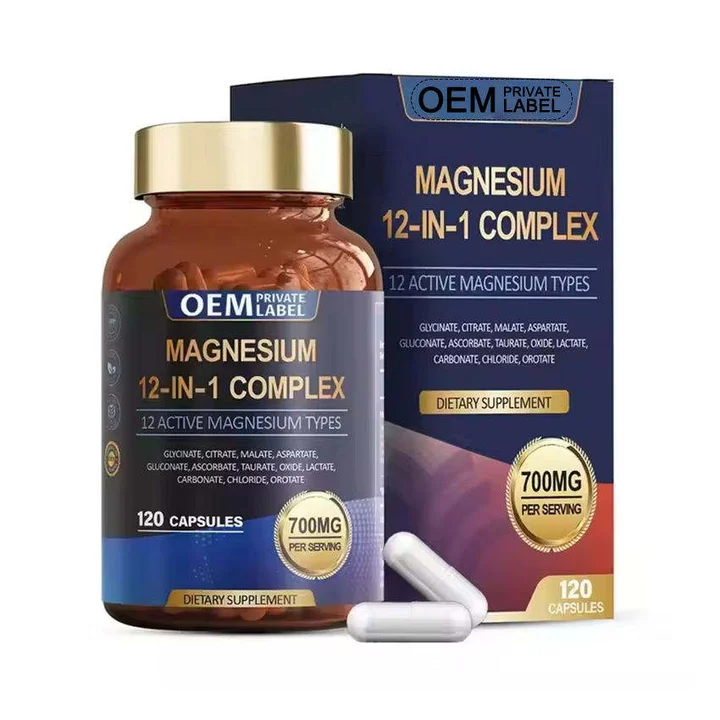 OEM PRIVATE LABEL
MAGNESIUM
12-IN-1 COMPLEX
12 ACTIVE MAGNESIUM TYPES
GLYCINATE, CITRATE, MALATE, ASPARTATE,
GLUCONATE, ASCORBATE, TAURATE, OXIDE, LACTATE,
CARBONATE, CHLORIDE, OROTATE
120 CAPSULES
700MG
PER SERVING
DIETARY SUPPLEMENT
OEM PRIVATE LABEL
MAGNESIUM
12-IN-1 COMPLEX
12 ACTIVE MAGNESIUM TYPES
GLYCINATE, CITRATE, MALATE, ASPARTATE,
GLUCONATE, ASCORBATE, TAURATE, OXIDE, LACTATE,
CARBONATE, CHLORIDE, OROTATE
DIETARY SUPPLEMENT
700MG
PER SERVING
120
CAPSULES